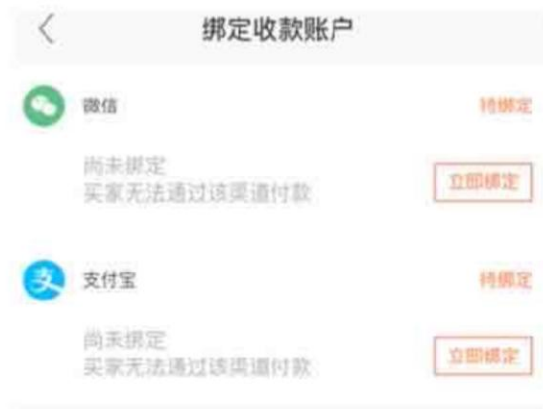 绑定收款账户
微信
待绑定
尚未绑定
买家无法通过该渠道付款
立即绑定
支付宝
待绑定
尚未绑定
买家无法通过该渠道付款
立即绑定